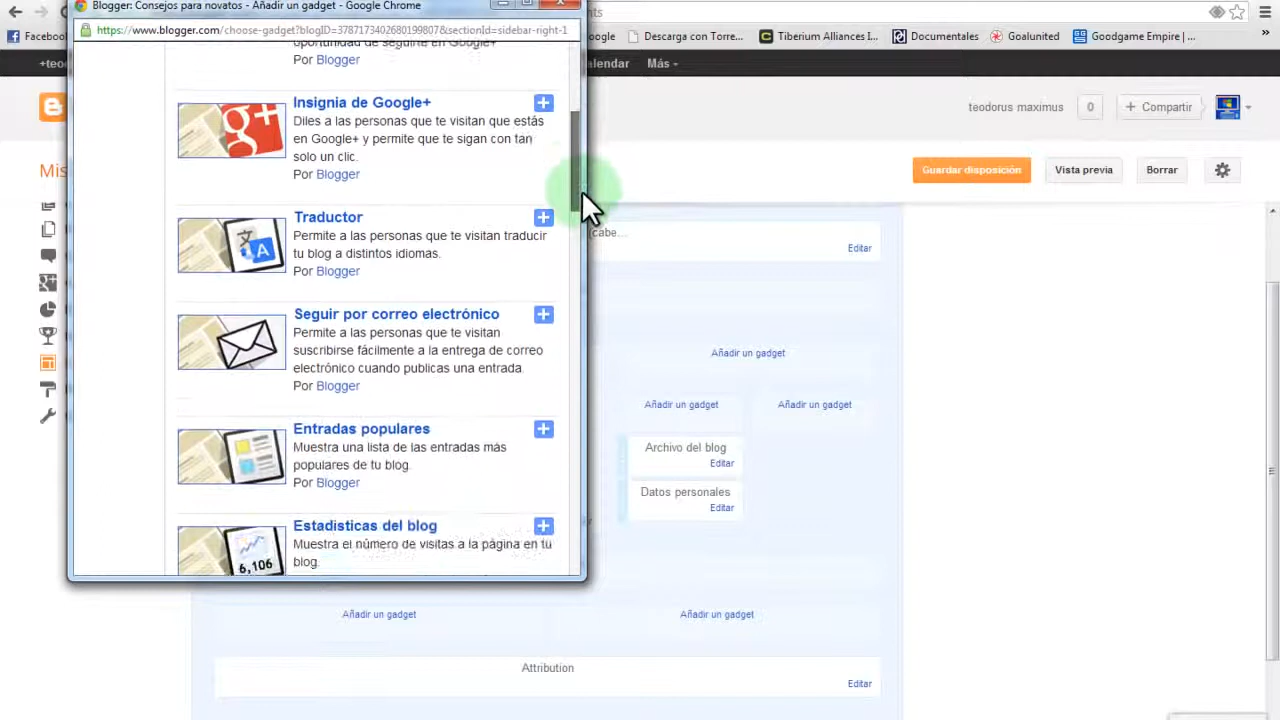 Blogger: Consejos para novatos - Añadir un gadget - Google Chrome
https://www.blogger.com/choose-gadget?blogID=3787173402680199807&sectionId=sidebar-right-1
oportunidad de seguirte en Google+
Por Blogger
Insignia de Google+
Diles a las personas que te visitan que estás
en Google+ y permite que te sigan con tan
solo un clic.
Por Blogger
Traductor
Permite a las personas que te visitan traducir
tu blog a distintos idiomas.
Por Blogger
Seguir por correo electrónico
Permite a las personas que te visitan
suscribirse fácilmente a la entrega de correo
electrónico cuando publicas una entrada.
Por Blogger
Entradas populares
Muestra una lista de las entradas más
populares de tu blog.
Por Blogger
Estadísticas del blog
Muestra el número de visitas a la página en tu
blog.
6,106
Facebook
Descarga con Torre...
Tiberium Alliances I...
Documentales
Goalunited
Goodgame Empire |...
+teodo
Más
teodorus maximus
0
Compartir
Mis
Guardar disposición
Vista previa
Borrar
(cabe...
Editar
Añadir un gadget
Añadir un gadget
Añadir un gadget
Archivo del blog
Editar
Datos personales
Editar
Añadir un gadget
Añadir un gadget
Attribution
Editar